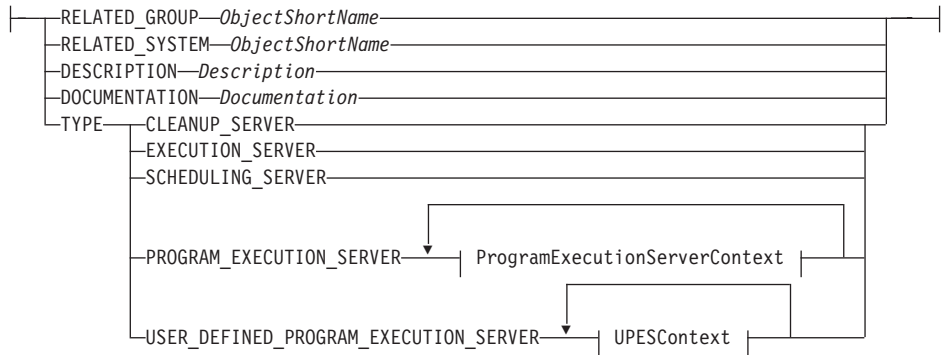 RELATED_GROUP ObjectShortName
RELATED_SYSTEM ObjectShortName
DESCRIPTION Description
DOCUMENTATION Documentation
TYPE CLEANUP_SERVER
EXECUTION_SERVER
SCHEDULING_SERVER
PROGRAM_EXECUTION_SERVER ProgramExecutionServerContext
USER_DEFINED_PROGRAM_EXECUTION_SERVER UPESContext